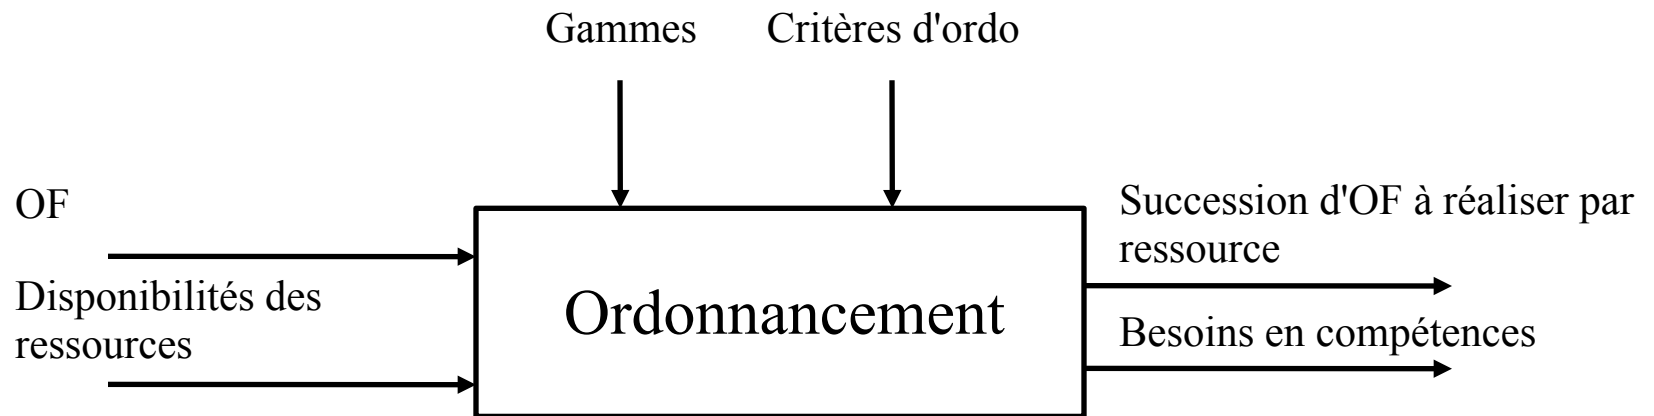 Gammes
Critères d'ordo
OF
Disponibilités des
ressources
Ordonnancement
Succession d'OF à réaliser par
ressource
Besoins en compétences